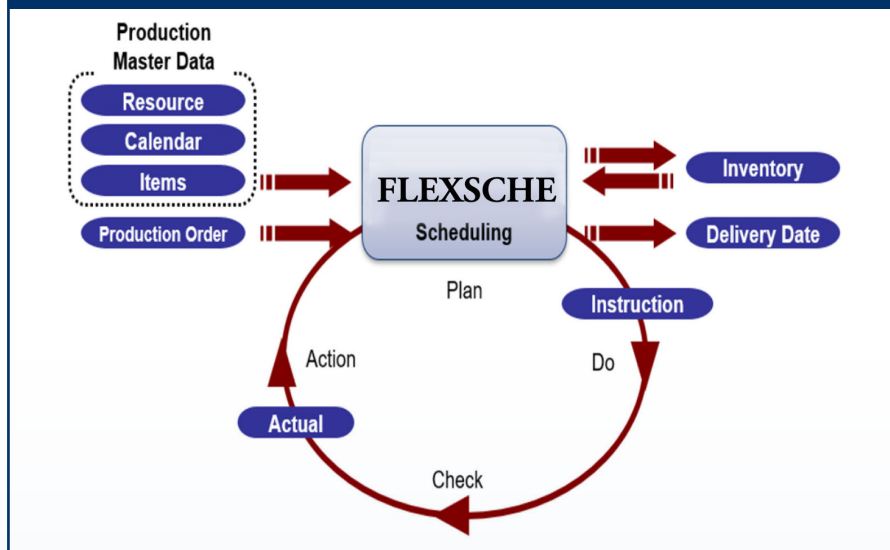 Production
Master Data
Resource
Calendar
Items
Production Order
FLEXSCHE
Scheduling
Inventory
Delivery Date
Plan
Instruction
Do
Action
Actual
Check